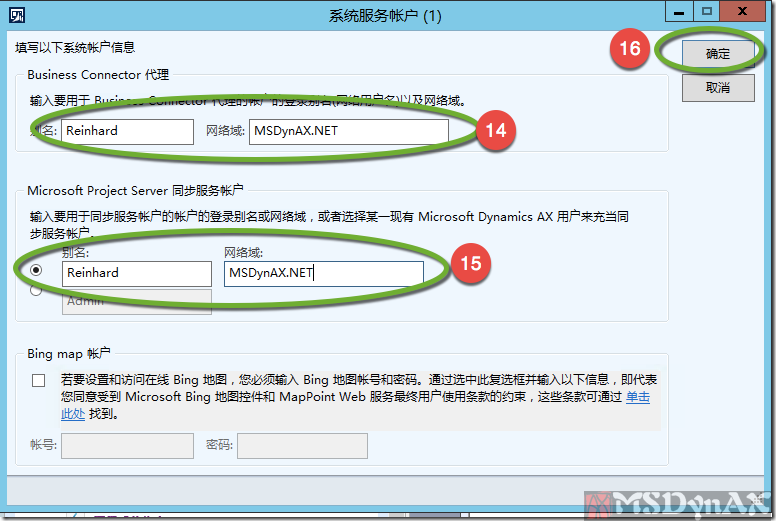 系统服务帐户 (1)
填写以下系统帐户信息
16
确定
取消
Business Connector 代理
输入要用于 Business Connector 代理的帐户的登录别名(网络用户名)以及网络域。
别名: Reinhard 网络域: MSDynAX.NET
14
Microsoft Project Server 同步服务帐户
输入要用于同步服务帐户的帐户的登录别名或网络域，或者选择某一现有 Microsoft Dynamics AX 用户来充当同
步服务帐户。
别名: 网络域:
Reinhard MSDynAX.NET
15
Admin
Bing map 帐户
若要设置和访问在线 Bing 地图，您必须输入 Bing 地图帐号和密码。通过选中此复选框并输入以下信息，即代表
您同意受到 Microsoft Bing 地图控件和 MapPoint Web 服务最终用户使用条款的约束，这些条款可通过 单击
此处 找到。
帐号: 密码:
MSDynAX